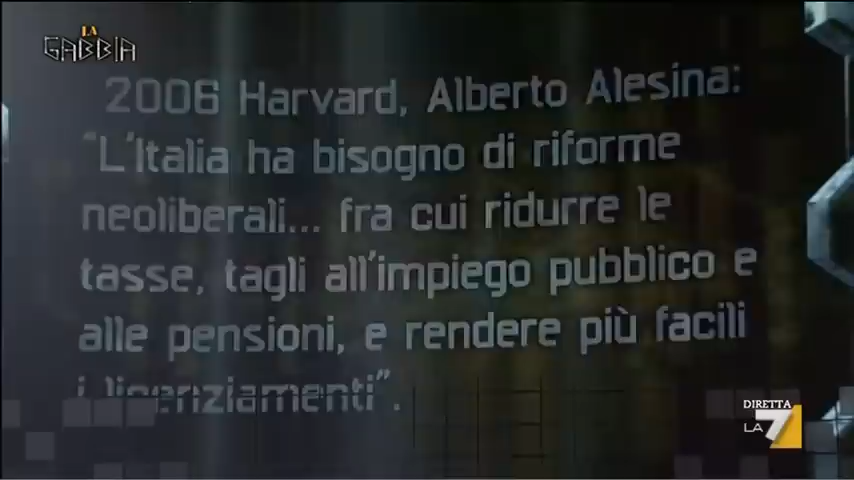 LA
GABBIA
2006 Harvard, Alberto Alesina:
"L'Italia ha bisogno di riforme
neoliberali... fra cui ridurre le
tasse, tagli all'impiego pubblico e
alle pensioni, e rendere più facili
i licenziamenti".
DIRETTA
LA7